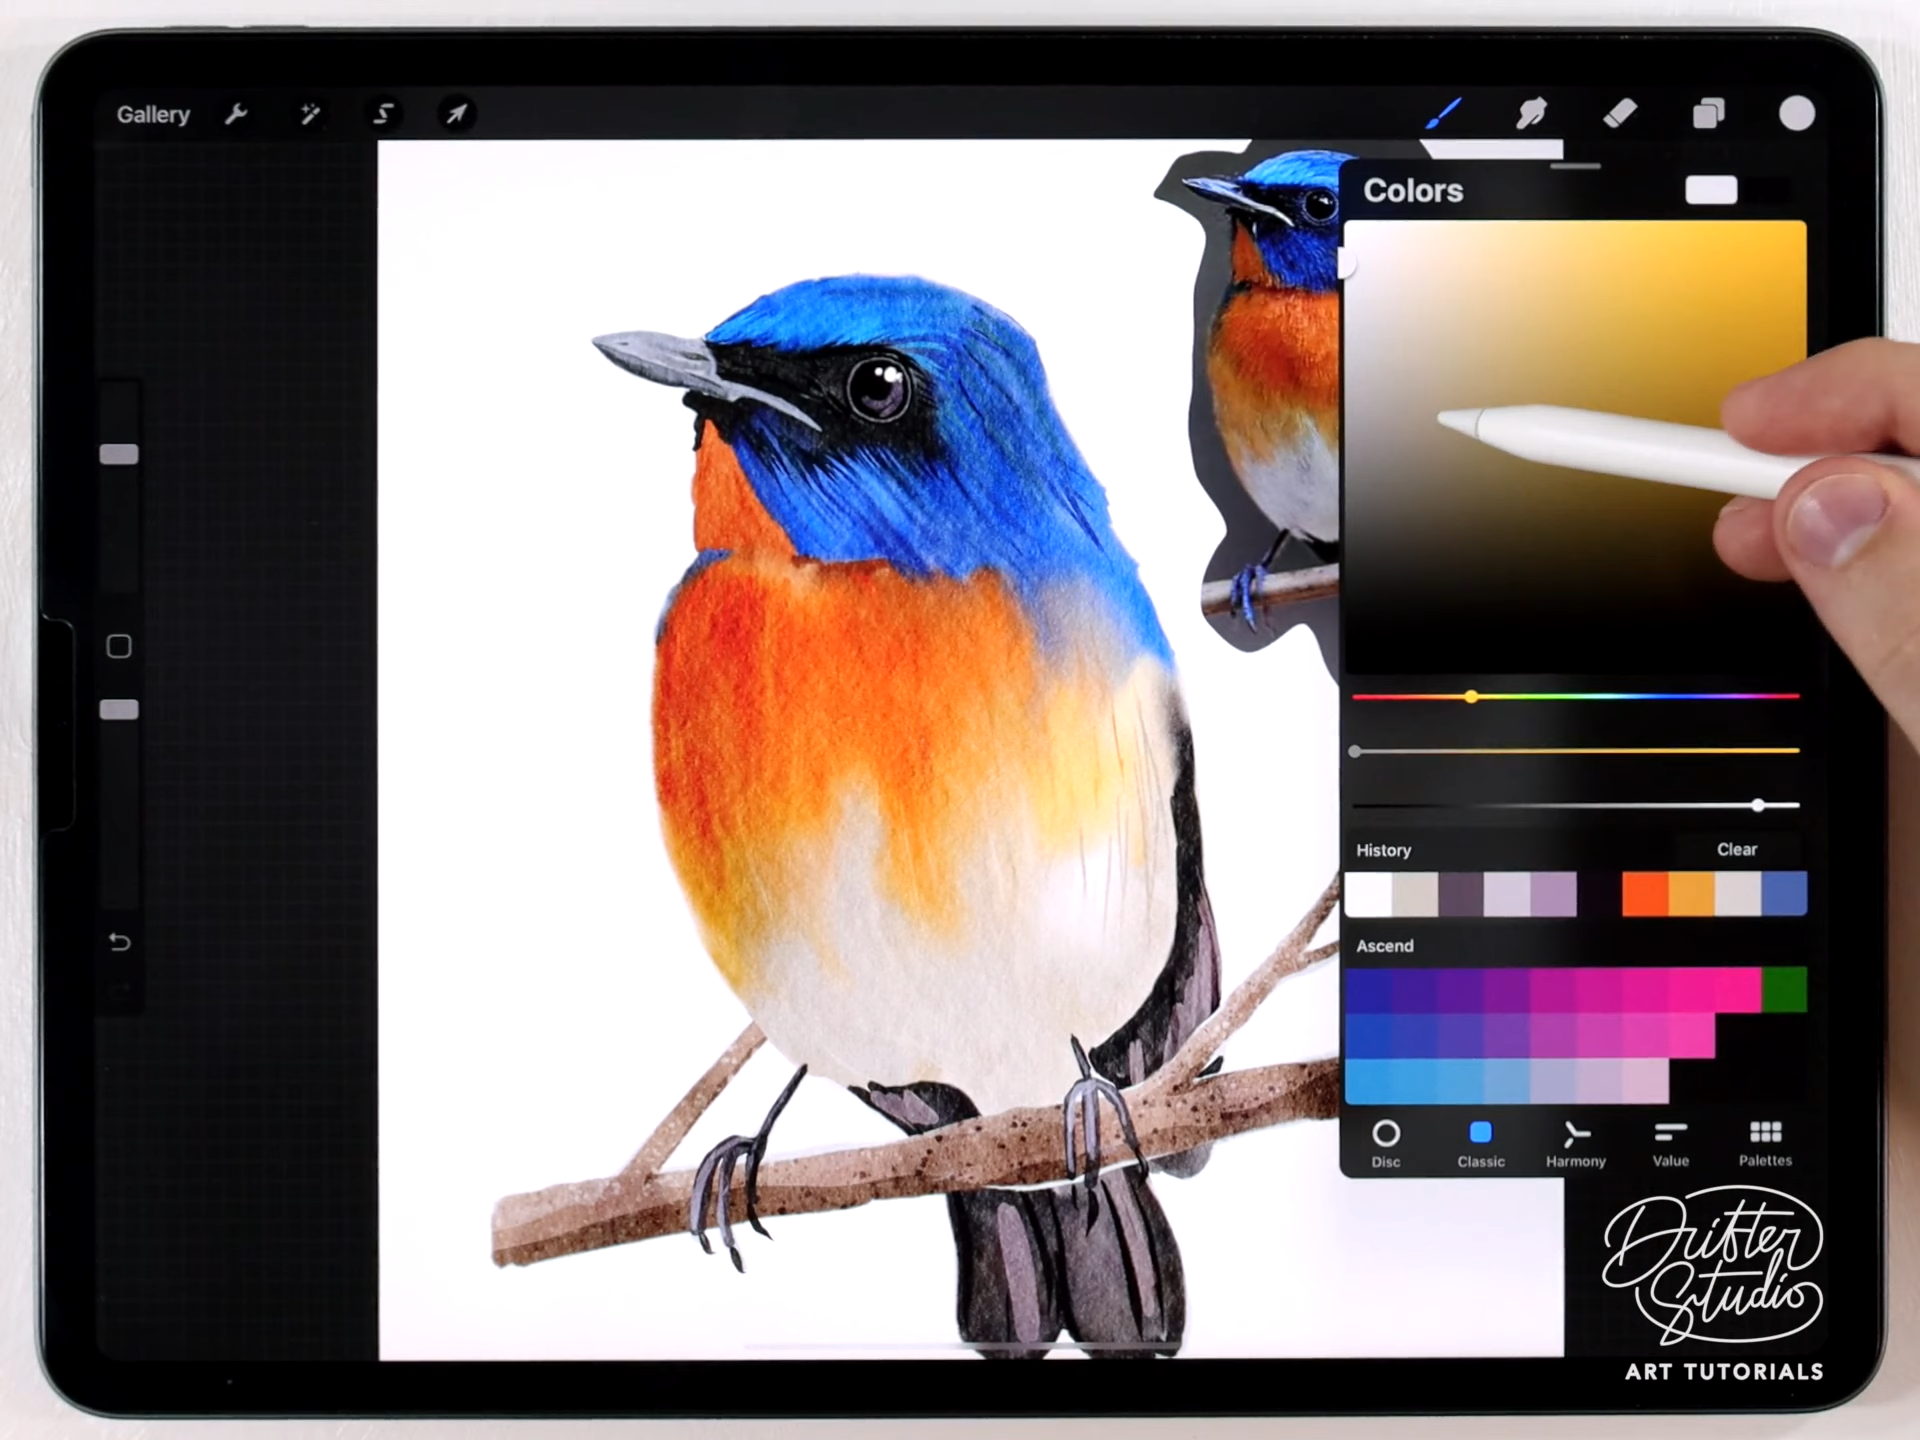 Gallery
Colors
History
Clear
Ascend
Disc
Classic
Harmony
Value
Palettes
Drifter
Studio
ART TUTORIALS